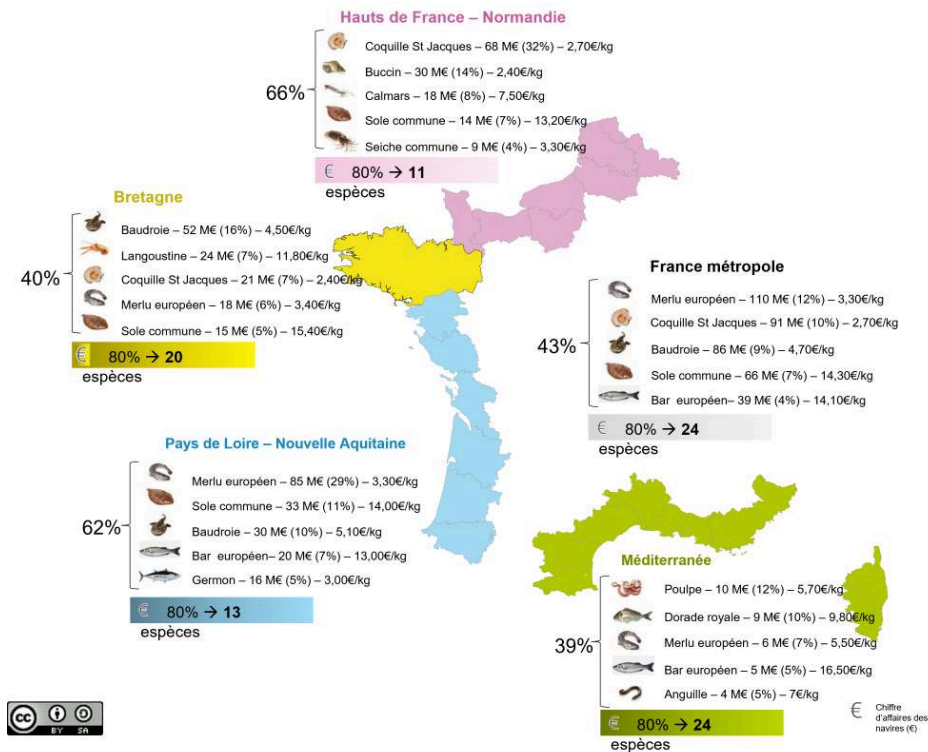 Hauts de France – Normandie
66%
Coquille St Jacques – 68 M€ (32%) – 2,70€/kg
Buccin – 30 M€ (14%) – 2,40€/kg
Calmars – 18 M€ (8%) – 7,50€/kg
Sole commune – 14 M€ (7%) – 13,20€/kg
Seiche commune – 9 M€ (4%) – 3,30€/kg
€ 80% → 11
espèces
Bretagne
40%
Baudroie – 52 M€ (16%) – 4,50€/kg
Langoustine – 24 M€ (7%) – 11,80€/kg
Coquille St Jacques – 21 M€ (7%) – 2,40€/kg
Merlu européen – 18 M€ (6%) – 3,40€/kg
Sole commune – 15 M€ (5%) – 15,40€/kg
€ 80% → 20
espèces
France métropole
43%
Merlu européen – 110 M€ (12%) – 3,30€/kg
Coquille St Jacques – 91 M€ (10%) – 2,70€/kg
Baudroie – 86 M€ (9%) – 4,70€/kg
Sole commune – 66 M€ (7%) – 14,30€/kg
Bar européen– 39 M€ (4%) – 14,10€/kg
€ 80% → 24
espèces
Pays de Loire – Nouvelle Aquitaine
62%
Merlu européen – 85 M€ (29%) – 3,30€/kg
Sole commune – 33 M€ (11%) – 14,00€/kg
Baudroie – 30 M€ (10%) – 5,10€/kg
Bar européen– 20 M€ (7%) – 13,00€/kg
Germon – 16 M€ (5%) – 3,00€/kg
€ 80% → 13
espèces
Méditerranée
39%
Poulpe – 10 M€ (12%) – 5,70€/kg
Dorade royale – 9 M€ (10%) – 9,80€/kg
Merlu européen – 6 M€ (7%) – 5,50€/kg
Bar européen – 5 M€ (5%) – 16,50€/kg
Anguille – 4 M€ (5%) – 7€/kg
€ 80% → 24
espèces
€ Chiffre
d'affaires des
navires (€)
cc
BY SA